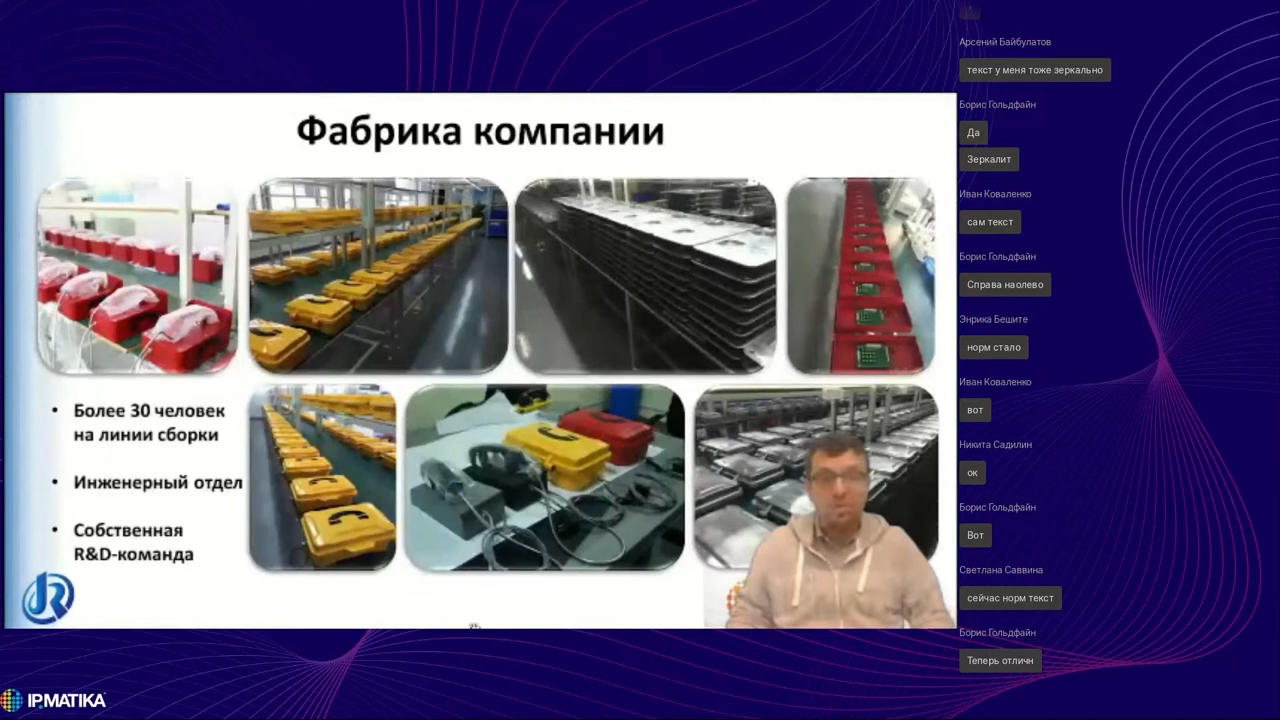 Фабрика компании
• Более 30 человек
на линии сборки
• Инженерный отдел
• Собственная
R&D-команда
JR
IPMATIKA
Арсений Байбулатов
текст у меня тоже зеркально
Борис Гольдфайн
Да
Зеркалит
Иван Коваленко
сам текст
Борис Гольдфайн
Справа наолево
Энрика Бешите
норм стало
Иван Коваленко
вот
Никита Садилин
ок
Борис Гольдфайн
Вот
Светлана Саввина
сейчас норм текст
Борис Гольдфайн
Теперь отличн